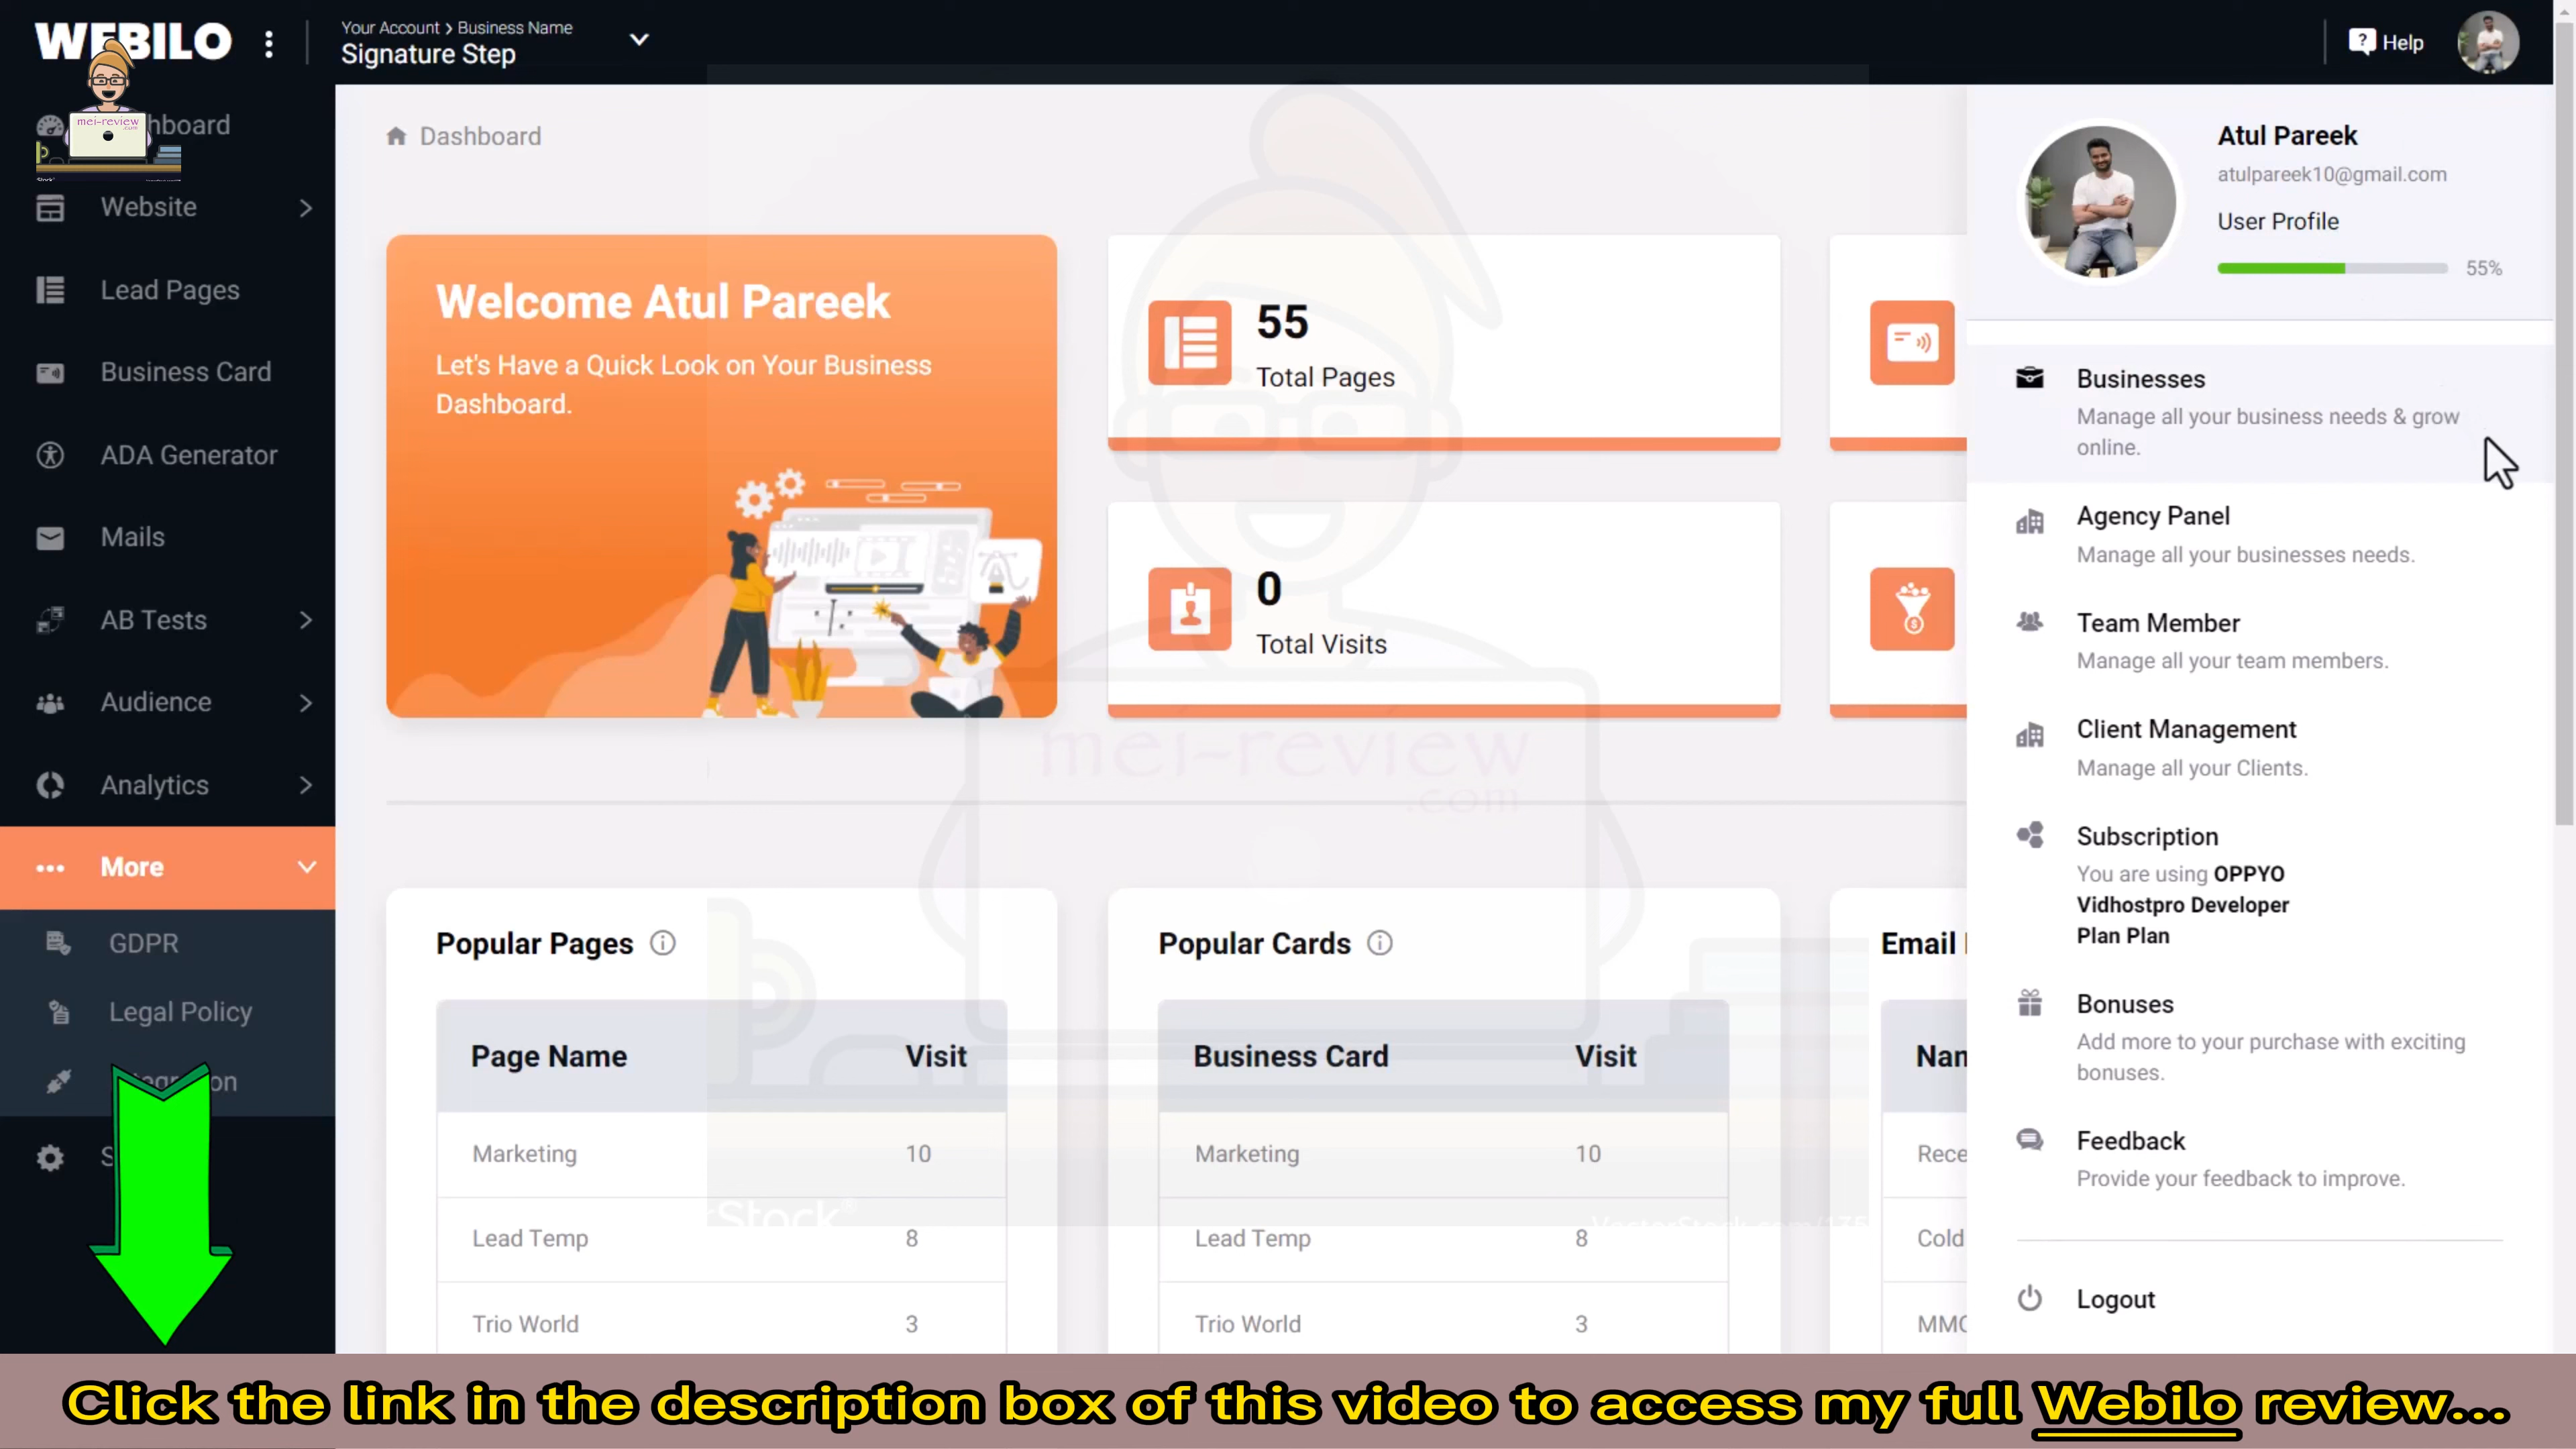 WEBILO
Your Account > Business Name
Signature Step
Help
mei-review
.com
Website
Lead Pages
Business Card
ADA Generator
Mails
AB Tests
Audience
Analytics
More
GDPR
Legal Policy
Dashboard
Welcome Atul Pareek
Let's Have a Quick Look on Your Business
Dashboard.
55
Total Pages
0
Total Visits
mei-review
.com
Popular Pages
Page Name Visit
Marketing 10
Lead Temp 8
Trio World 3
Popular Cards
Business Card Visit
Marketing 10
Lead Temp 8
Trio World 3
Email
Atul Pareek
atulpareek10@gmail.com
User Profile
55%
Businesses
Manage all your business needs & grow
online.
Agency Panel
Manage all your businesses needs.
Team Member
Manage all your team members.
Client Management
Manage all your Clients.
Subscription
You are using OPPYO
Vidhostpro Developer
Plan Plan
Bonuses
Add more to your purchase with exciting
bonuses.
Feedback
Provide your feedback to improve.
Logout
Click the link in the description box of this video to access my full Webilo review...